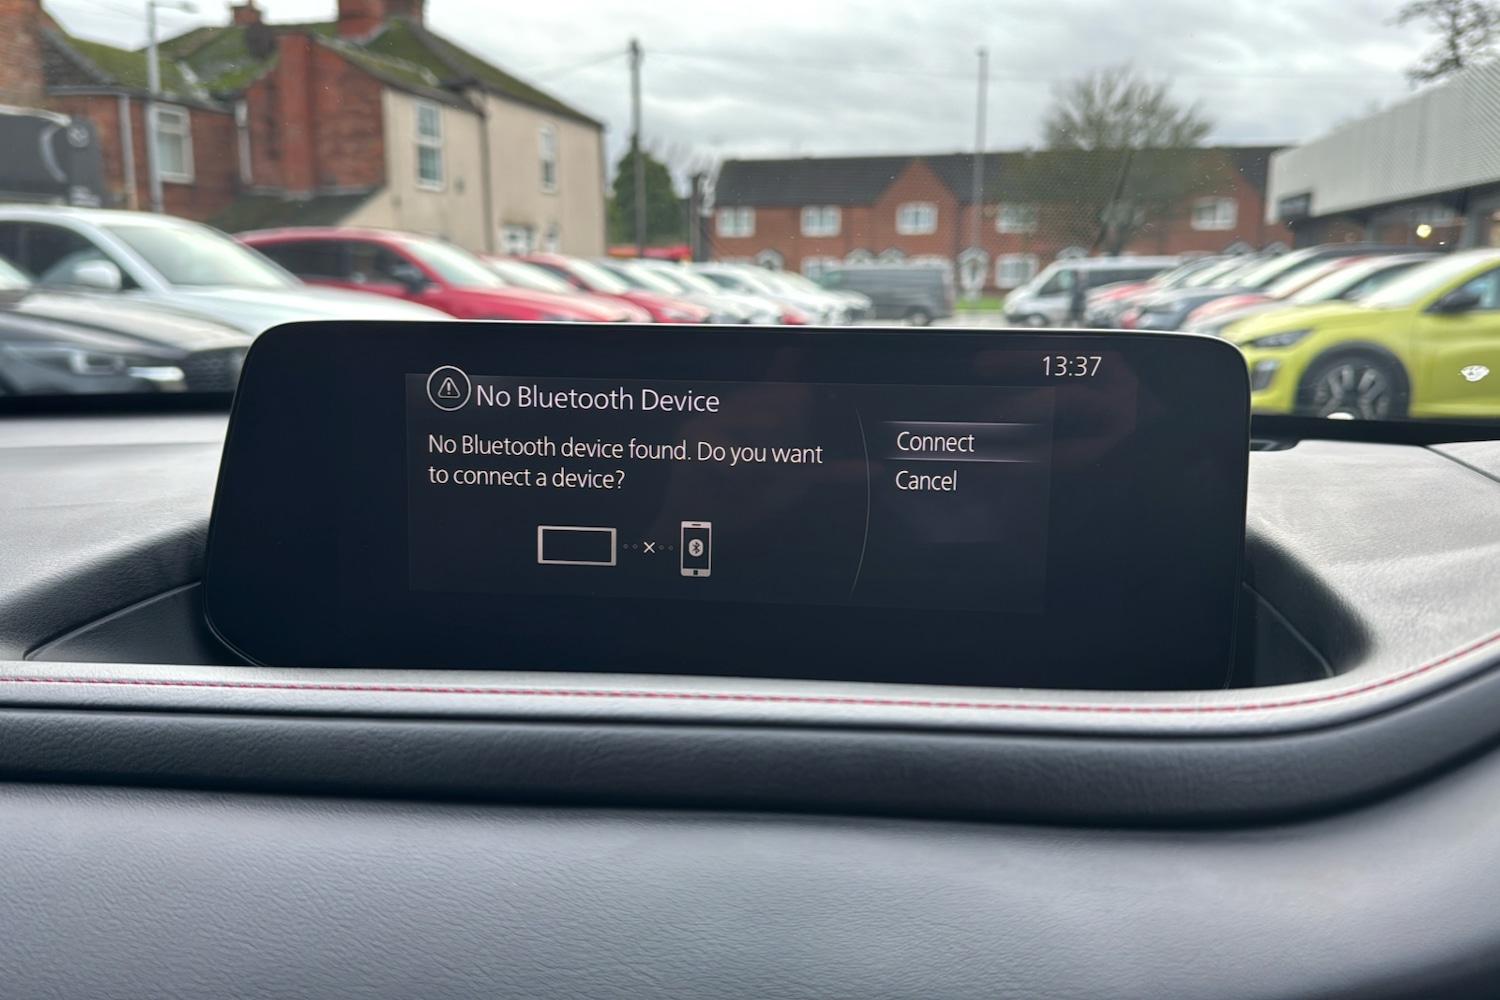 13:37
No Bluetooth Device
No Bluetooth device found. Do you want
to connect a device?
Connect
Cancel